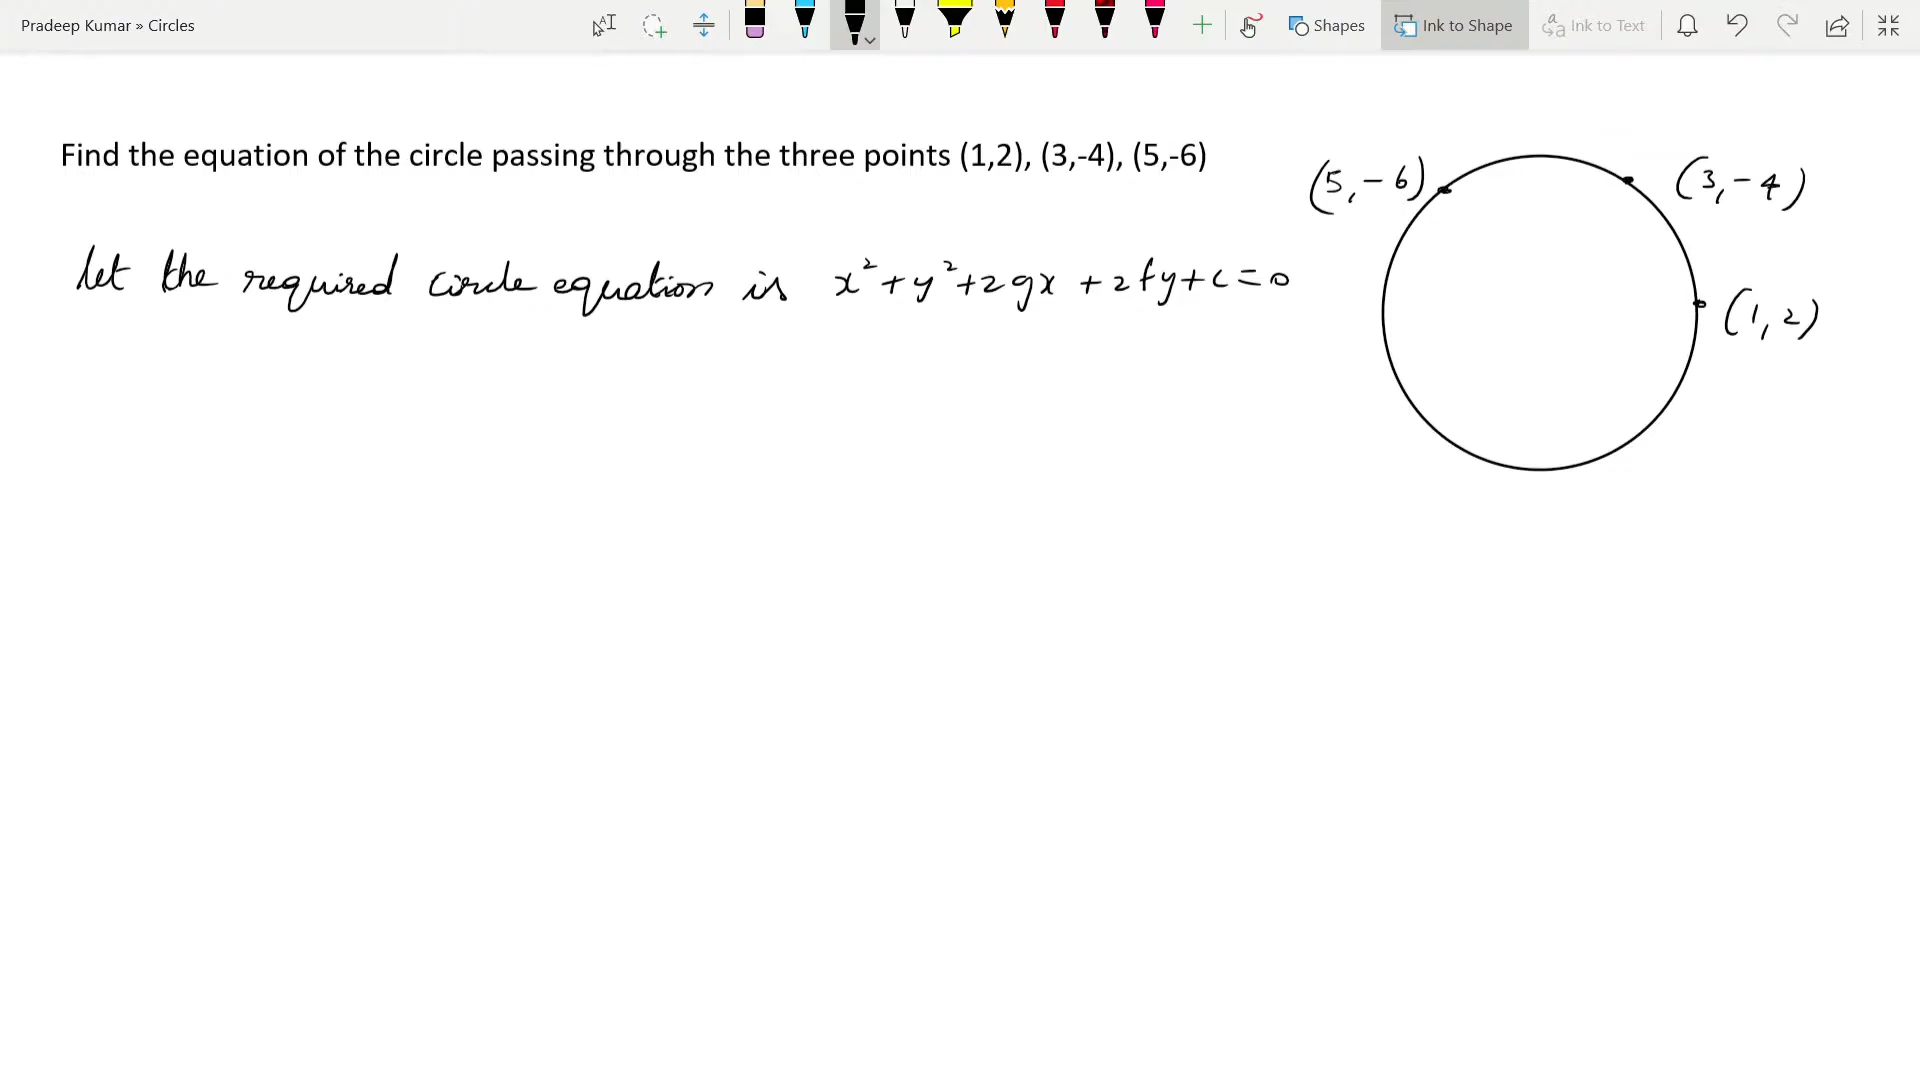 Pradeep Kumar » Circles
Shapes
Ink to Shape
Ink to Text
Find the equation of the circle passing through the three points (1,2), (3,-4), (5,-6)
(5,-6)
(3,-4)
let the required circle equation is x²+y²+2gx+2fy+c=0
(1,2)